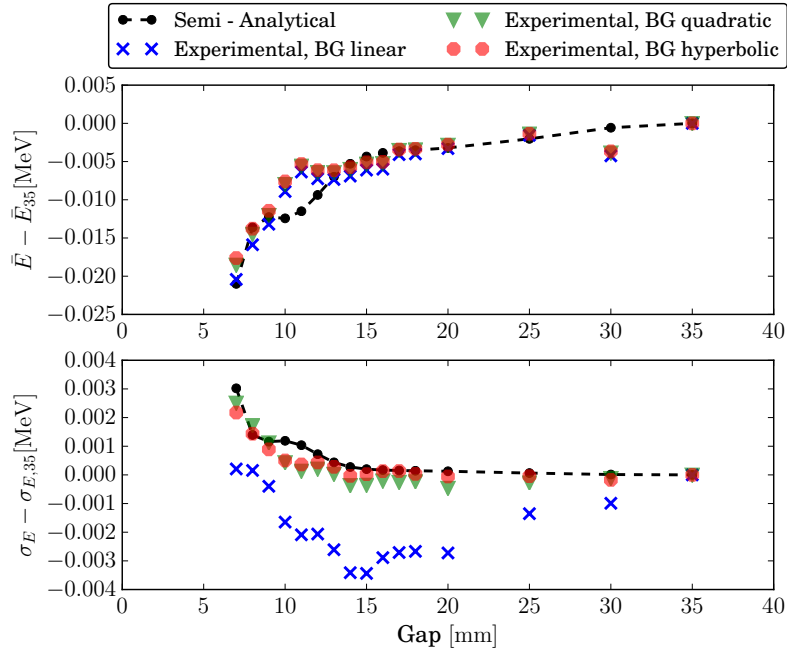 Semi - Analytical
Experimental, BG linear
Experimental, BG quadratic
Experimental, BG hyperbolic
0.005
0.000
−0.005
−0.010
−0.015
−0.020
−0.025
Ē − Ē₃₅[MeV]
0 5 10 15 20 25 30 35 40
0.004
0.003
0.002
0.001
0.000
−0.001
−0.002
−0.003
−0.004
σ_E − σ_{E,35}[MeV]
0 5 10 15 20 25 30 35 40
Gap [mm]